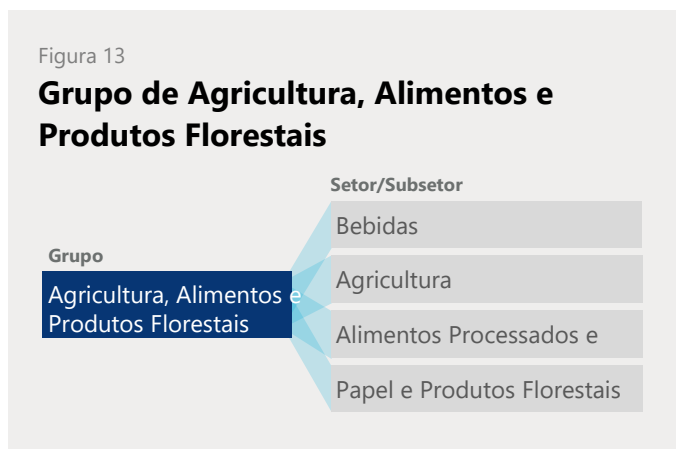 Figura 13
Grupo de Agricultura, Alimentos e
Produtos Florestais
Setor/Subsetor
Bebidas
Grupo
Agricultura, Alimentos e
Produtos Florestais
Agricultura
Alimentos Processados e
Papel e Produtos Florestais